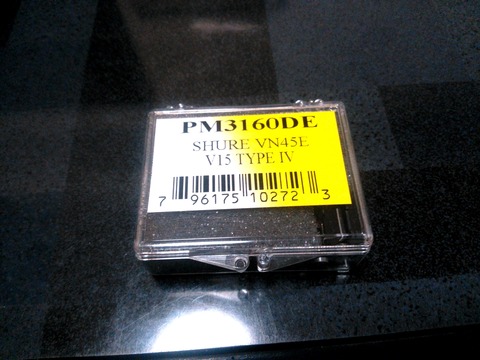 PM3160DE
SHURE VN45E
V15 TYPE IV
7 96175 10272 3